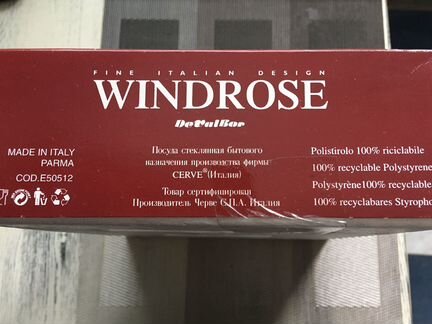 FINE ITALIAN DESIGN
WINDROSE
DeValBor
MADE IN ITALY
PARMA
COD.E50512
Посуда стеклянная бытового
назначения производства фирмы
CERVE®(Италия)
Товар сертифицирован
Производитель Черве С.П.А. Италия
Polistirolo 100% riciclabile
100% recyclable Polystyrene
Polystyrène100% recyclable
100% recyclabares Styropho